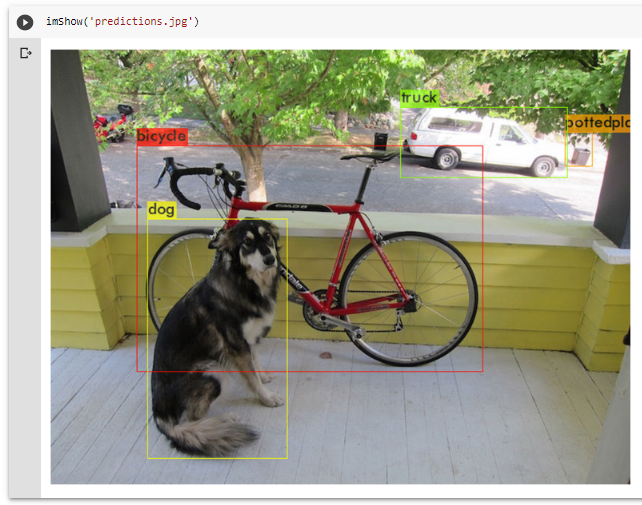 imShow('predictions.jpg')
truck
pottedpla
bicycle
dog